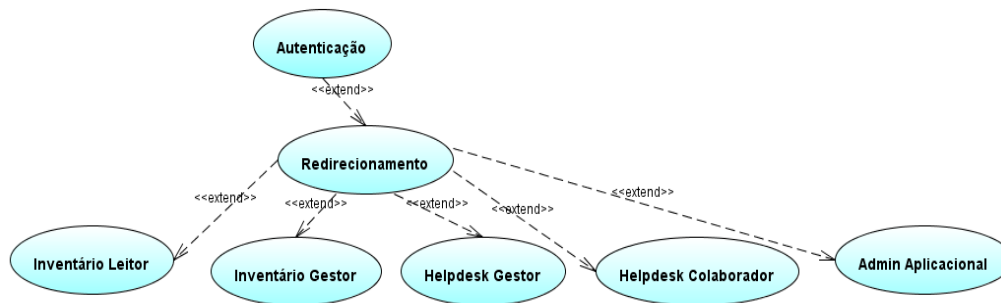 Autenticação
<<extend>>
Redirecionamento
<<extend>>
<<extend>>
<<extend>>
<<extend>>
<<extend>>
Inventário Leitor
Inventário Gestor
Helpdesk Gestor
Helpdesk Colaborador
Admin Aplicacional